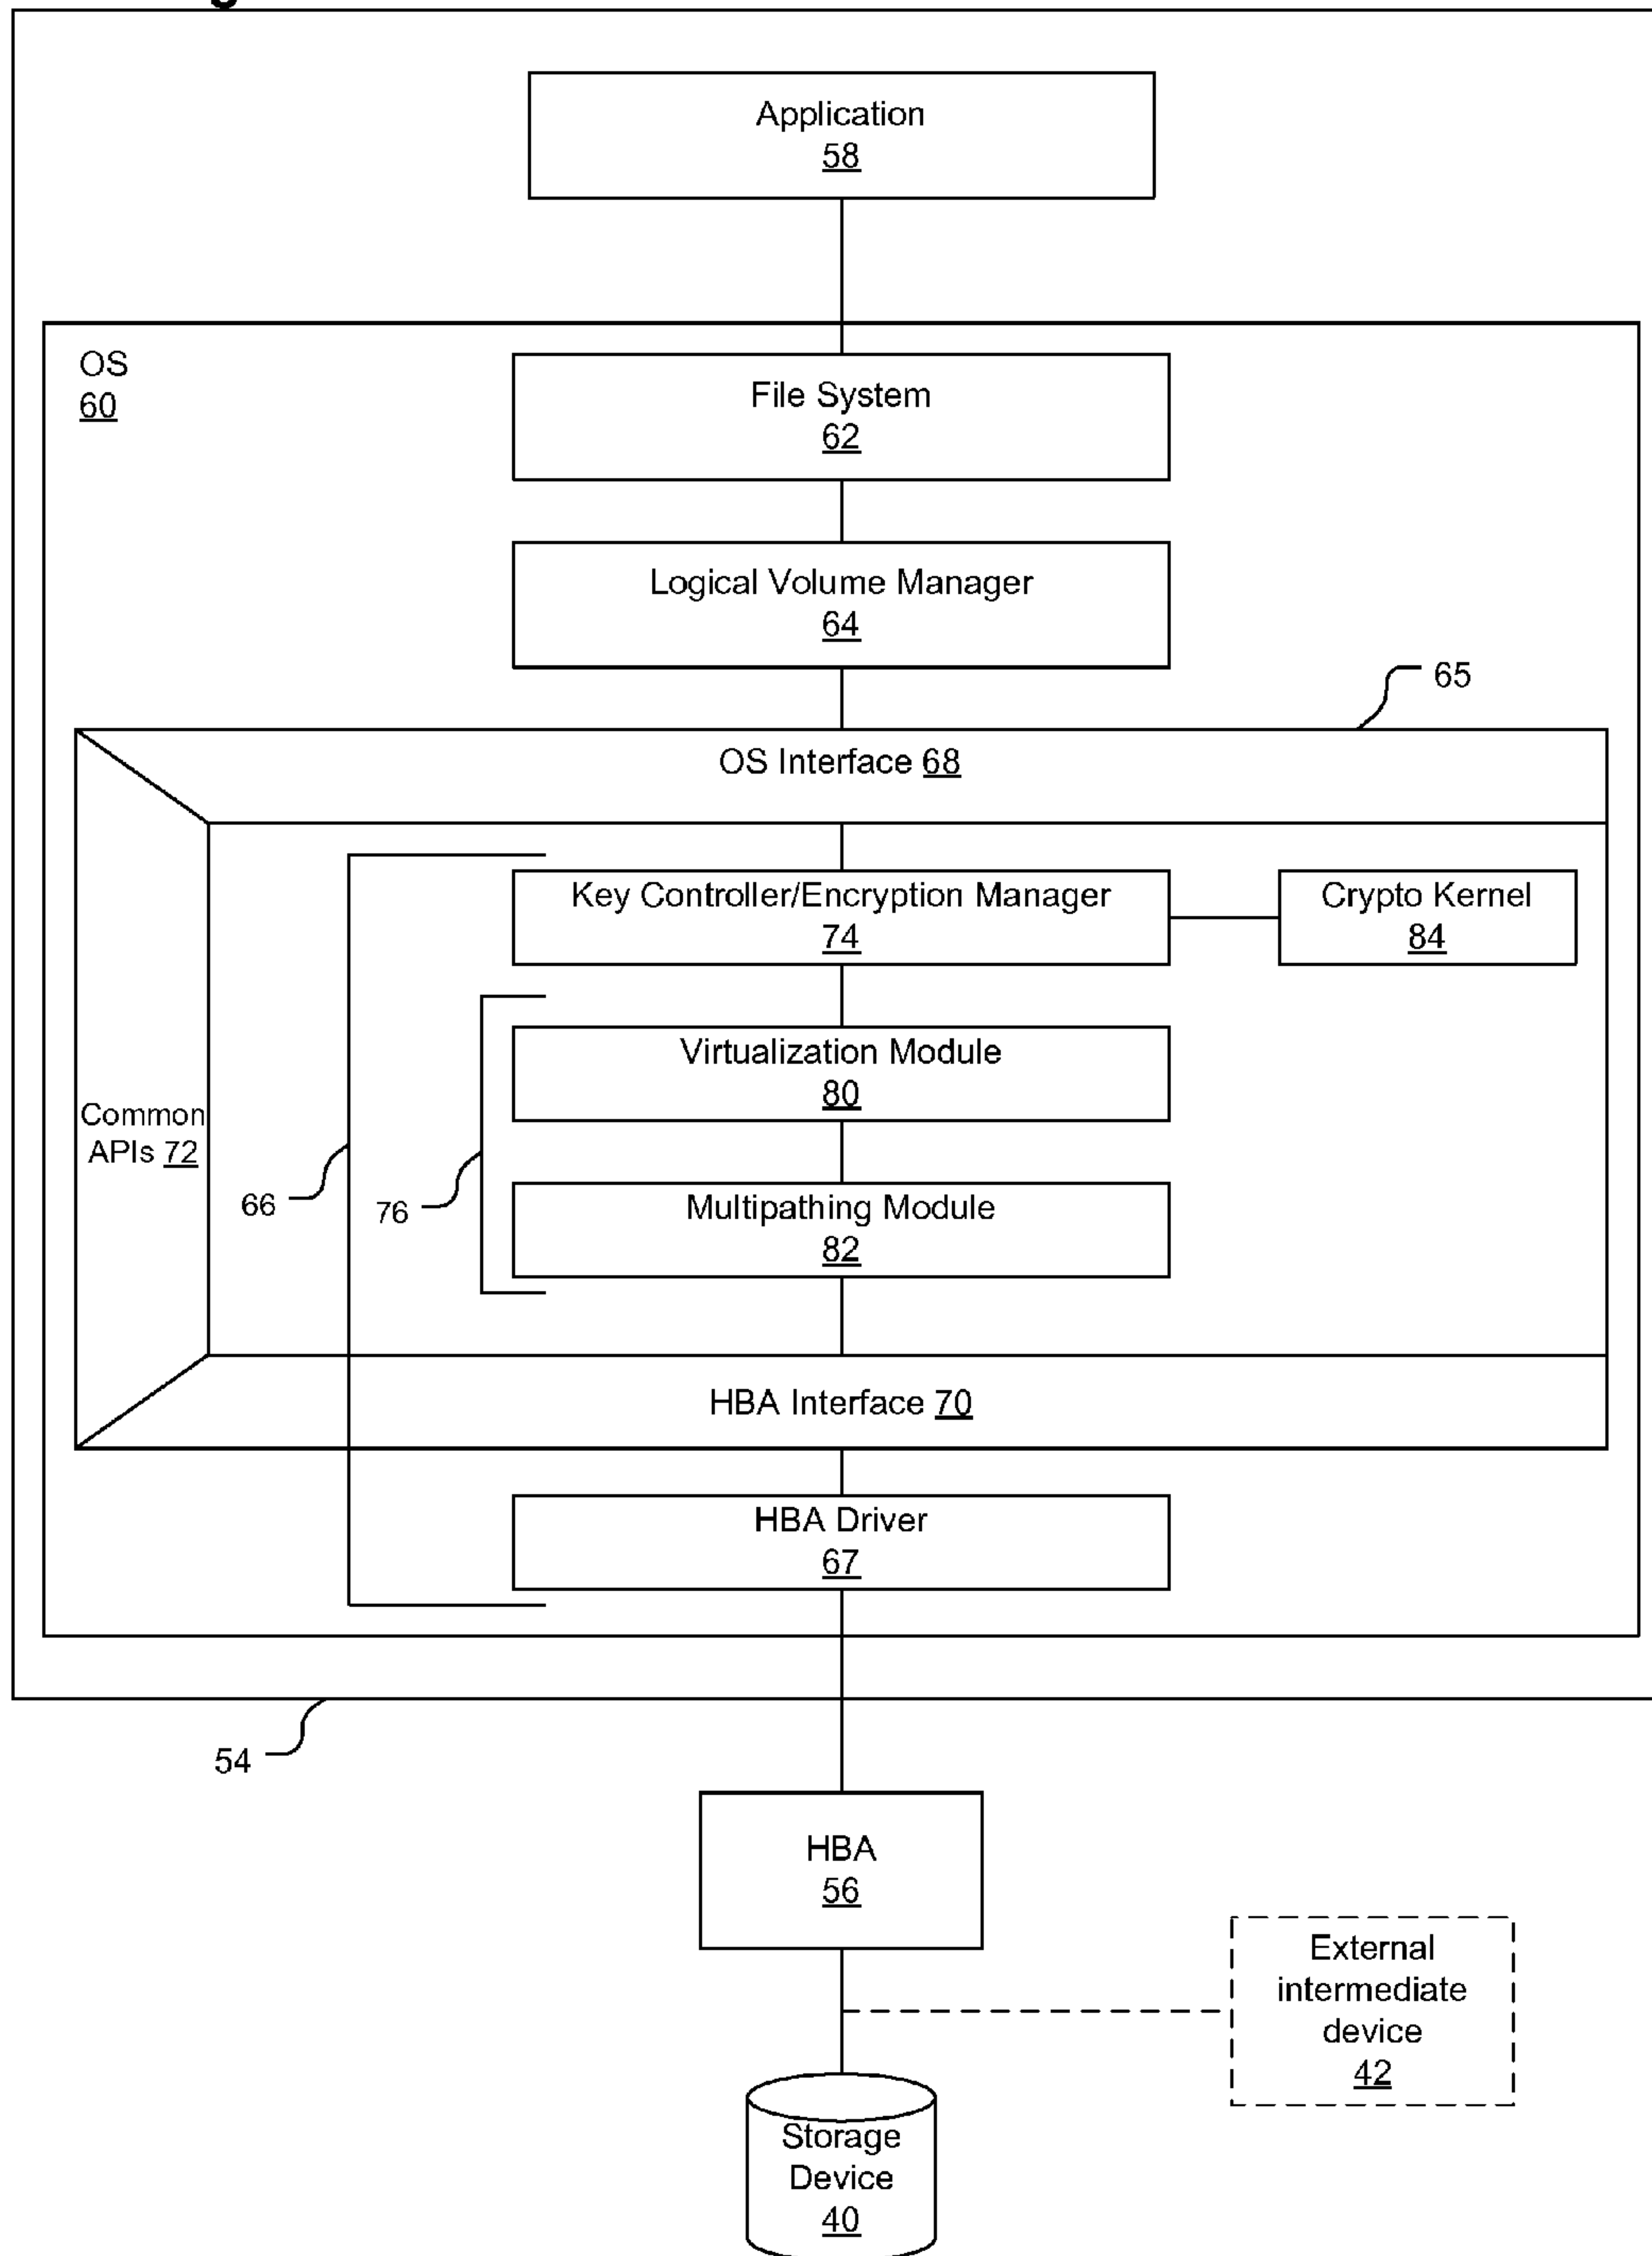 Application
58
OS
60
File System
62
Logical Volume Manager
64
65
OS Interface 68
Key Controller/Encryption Manager
74
Crypto Kernel
84
Virtualization Module
80
Common
APIs 72
66
76
Multipathing Module
82
HBA Interface 70
HBA Driver
67
54
HBA
56
External
intermediate
device
42
Storage
Device
40